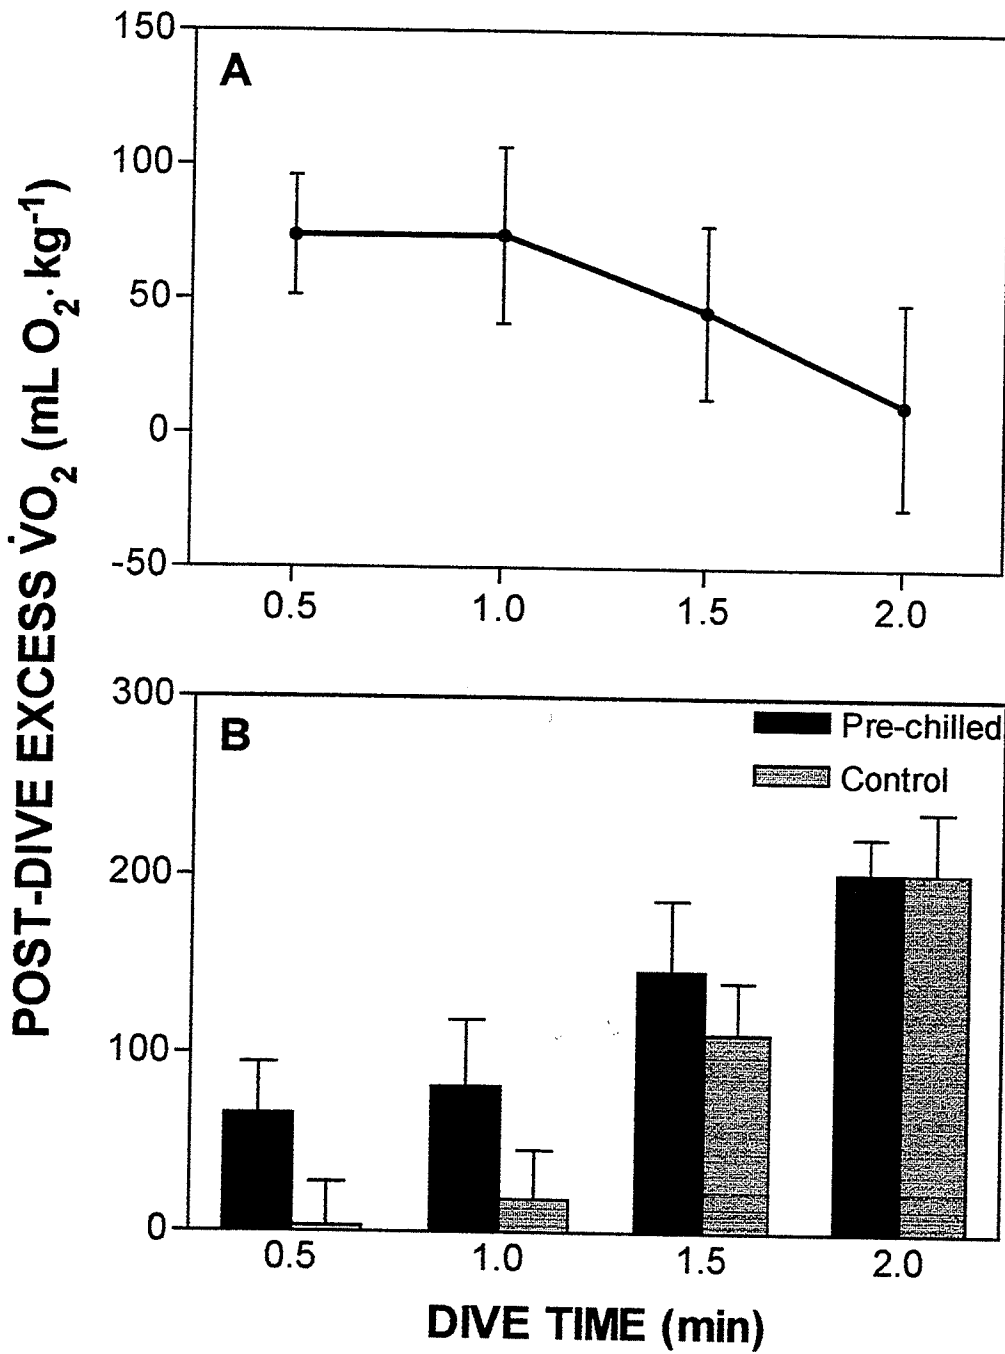 POST-DIVE EXCESS V̇O₂ (mL O₂·kg⁻¹)
150
A
100
50
0
-50
0.5 1.0 1.5 2.0
300
B
Pre-chilled
Control
200
100
0
0.5 1.0 1.5 2.0
DIVE TIME (min)